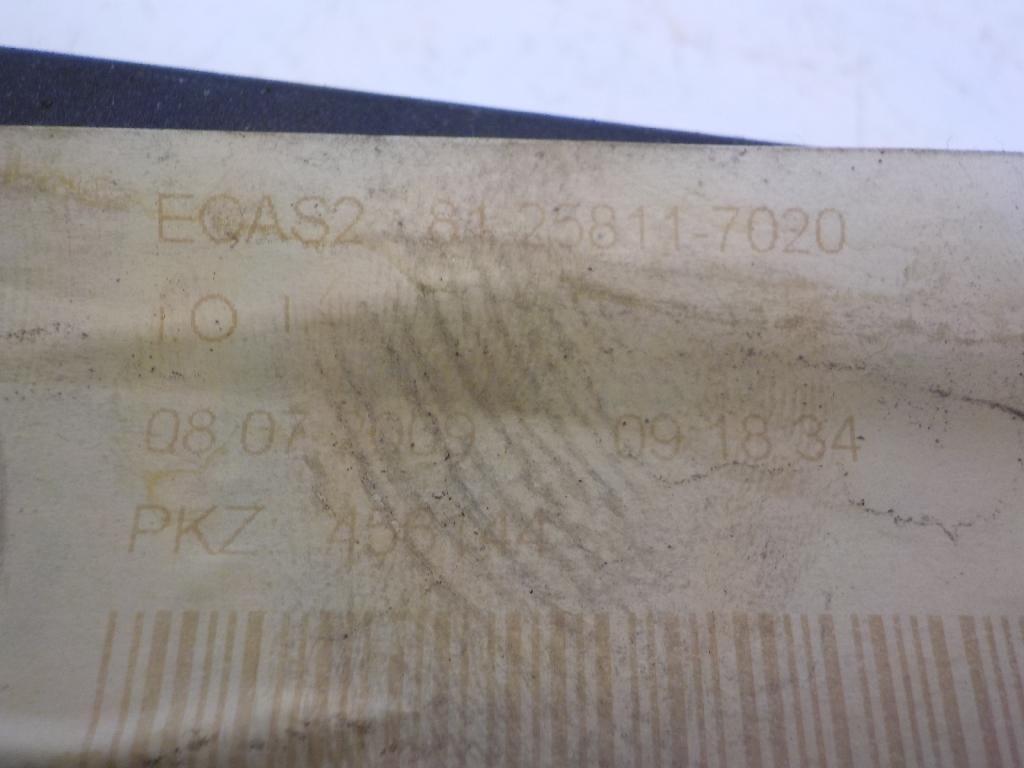 ECAS2 81.25811-7020
I.O I
08.07.2009 09:18:34
PKZ